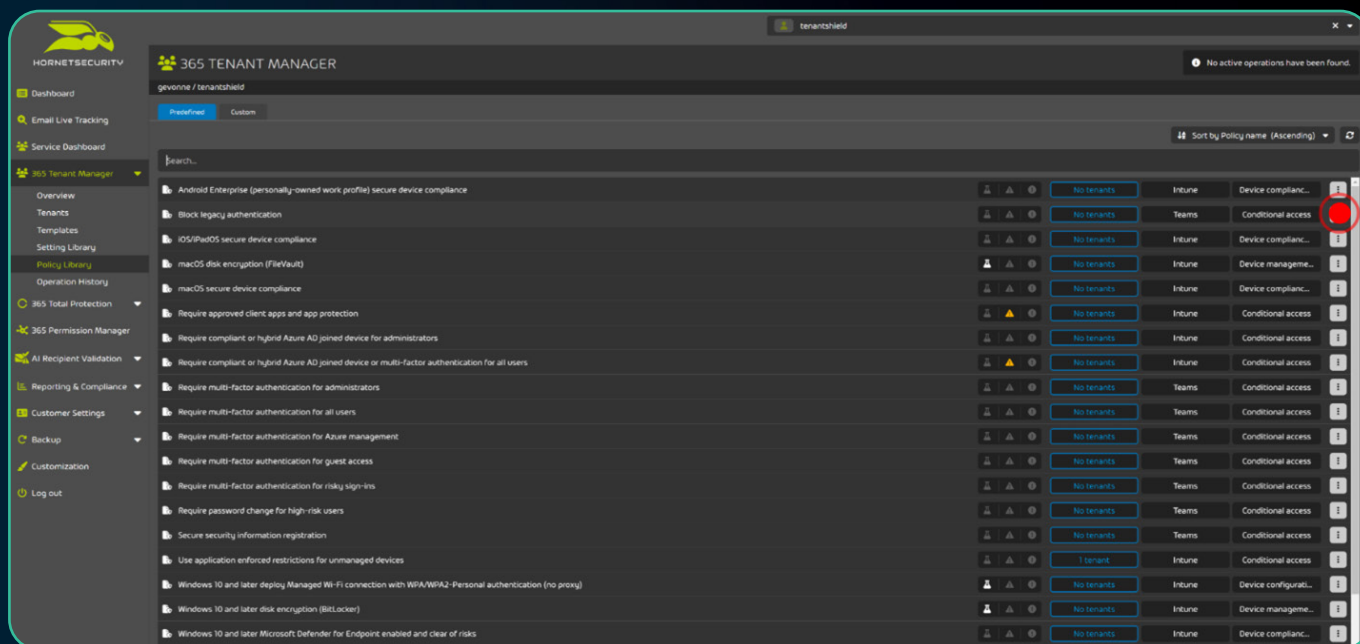 tenantshield
HORNETSECURITY
365 TENANT MANAGER
No active operations have been found.
gevonne / tenantshield
Dashboard
Email Live Tracking
Service Dashboard
365 Tenant Manager
Overview
Tenants
Templates
Setting Library
Policy Library
Operation History
365 Total Protection
365 Permission Manager
AI Recipient Validation
Reporting & Compliance
Customer Settings
Backup
Customization
Log out
Predefined Custom
Sort by Policy name (Ascending)
Search...
Android Enterprise (personally-owned work profile) secure device compliance No tenants Intune Device complianc...
Block legacy authentication No tenants Teams Conditional access
iOS/iPadOS secure device compliance No tenants Intune Device complianc...
macOS disk encryption (FileVault) No tenants Intune Device manageme...
macOS secure device compliance No tenants Intune Device complianc...
Require approved client apps and app protection No tenants Intune Conditional access
Require compliant or hybrid Azure AD joined device for administrators No tenants Intune Conditional access
Require compliant or hybrid Azure AD joined device or multi-factor authentication for all users No tenants Intune Conditional access
Require multi-factor authentication for administrators No tenants Teams Conditional access
Require multi-factor authentication for all users No tenants Teams Conditional access
Require multi-factor authentication for Azure management No tenants Teams Conditional access
Require multi-factor authentication for guest access No tenants Teams Conditional access
Require multi-factor authentication for risky sign-ins No tenants Teams Conditional access
Require password change for high-risk users No tenants Teams Conditional access
Secure security information registration No tenants Teams Conditional access
Use application enforced restrictions for unmanaged devices 1 tenant Intune Conditional access
Windows 10 and later deploy Managed Wi-Fi connection with WPA/WPA2-Personal authentication (no proxy) No tenants Intune Device configurati...
Windows 10 and later disk encryption (BitLocker) No tenants Intune Device manageme...
Windows 10 and later Microsoft Defender for Endpoint enabled and clear of risks No tenants Intune Device complianc...